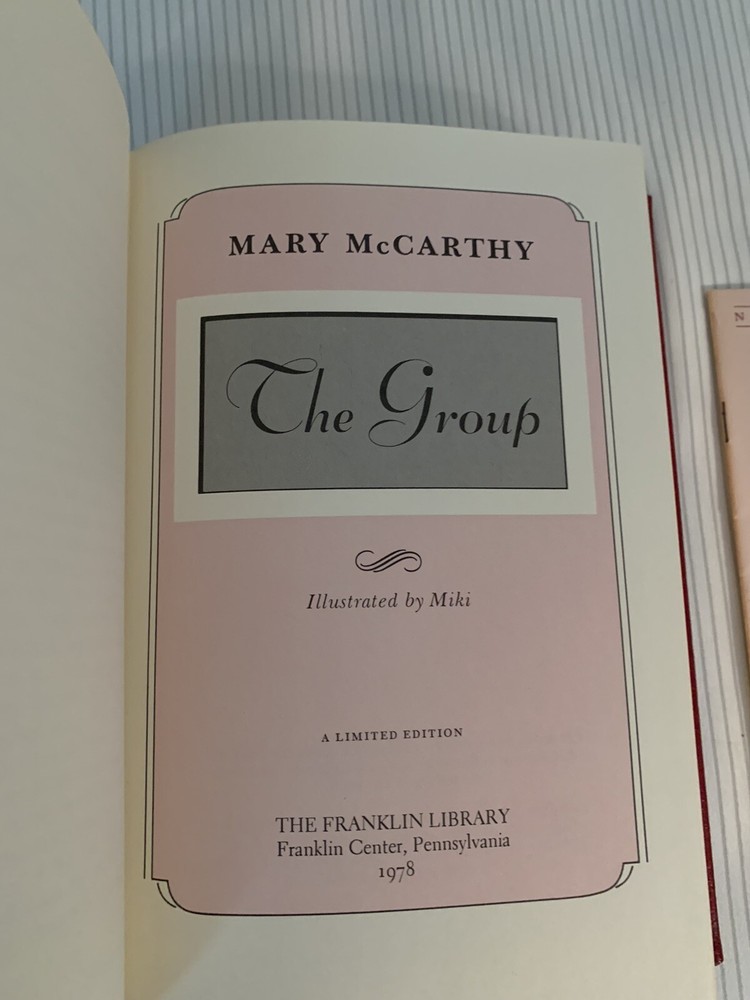 MARY McCARTHY
The Group
Illustrated by Miki
A LIMITED EDITION
THE FRANKLIN LIBRARY
Franklin Center, Pennsylvania
1978
N